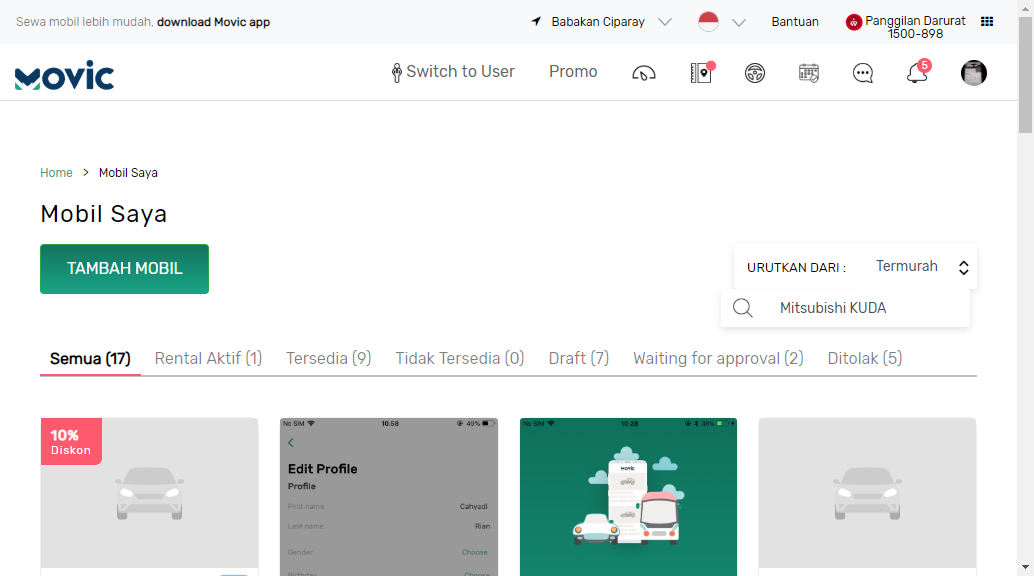 Sewa mobil lebih mudah, download Movic app
Babakan Ciparay
Bantuan
Panggilan Darurat
1500-898
MOVIC
Switch to User
Promo
5
Home > Mobil Saya
Mobil Saya
TAMBAH MOBIL
URUTKAN DARI :
Termurah
Mitsubishi KUDA
Semua (17)
Rental Aktif (1)
Tersedia (9)
Tidak Tersedia (0)
Draft (7)
Waiting for approval (2)
Ditolak (5)
10%
Diskon
No SIM 10.58 49%
Edit Profile
Profile
First name Cahyadi
Last name Rian
Gender Choose
Birthday Choose
No SIM 10.28 38%
MOVIC